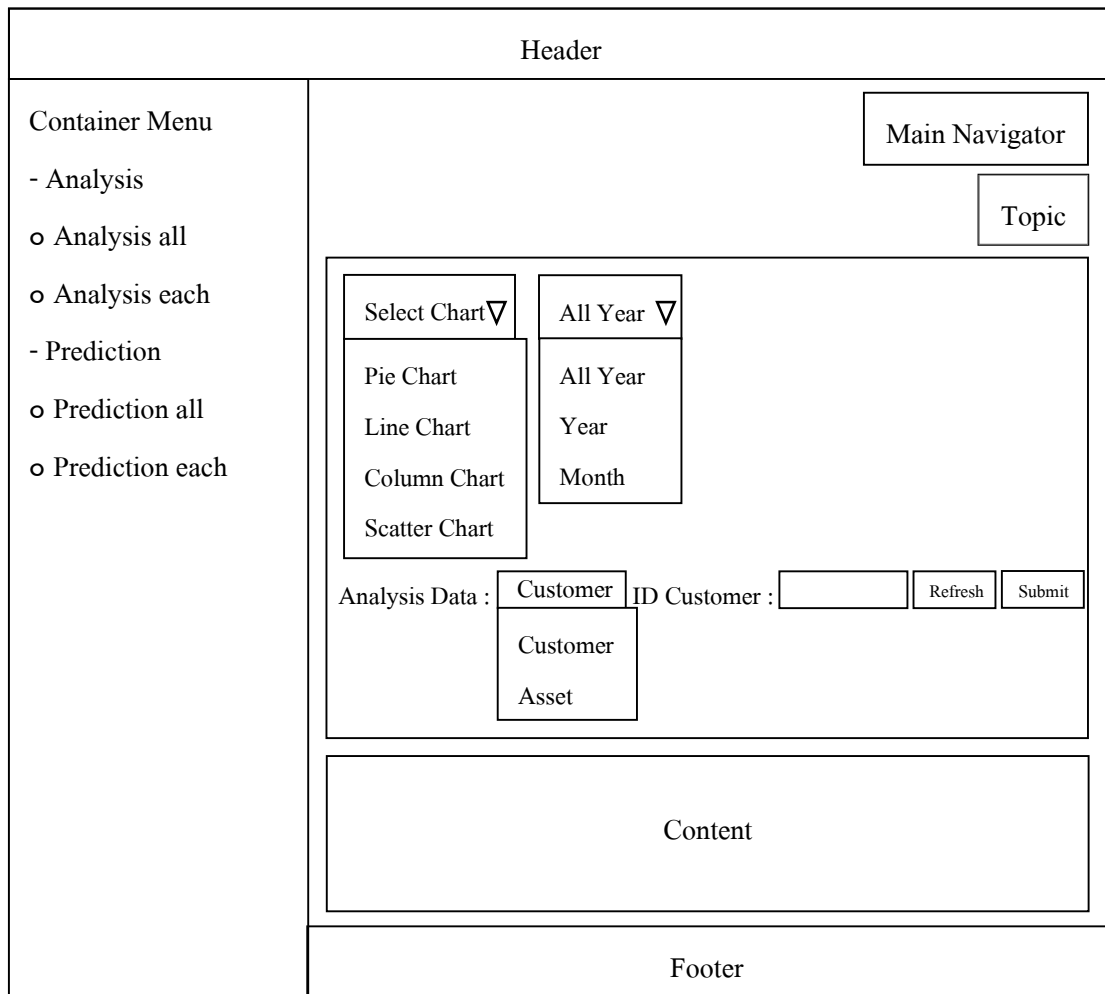 Header
Container Menu
- Analysis
o Analysis all
o Analysis each
- Prediction
o Prediction all
o Prediction each
Main Navigator
Topic
Select Chart
Pie Chart
Line Chart
Column Chart
Scatter Chart
All Year
All Year
Year
Month
Analysis Data : Customer ID Customer : Refresh Submit
Customer
Asset
Content
Footer